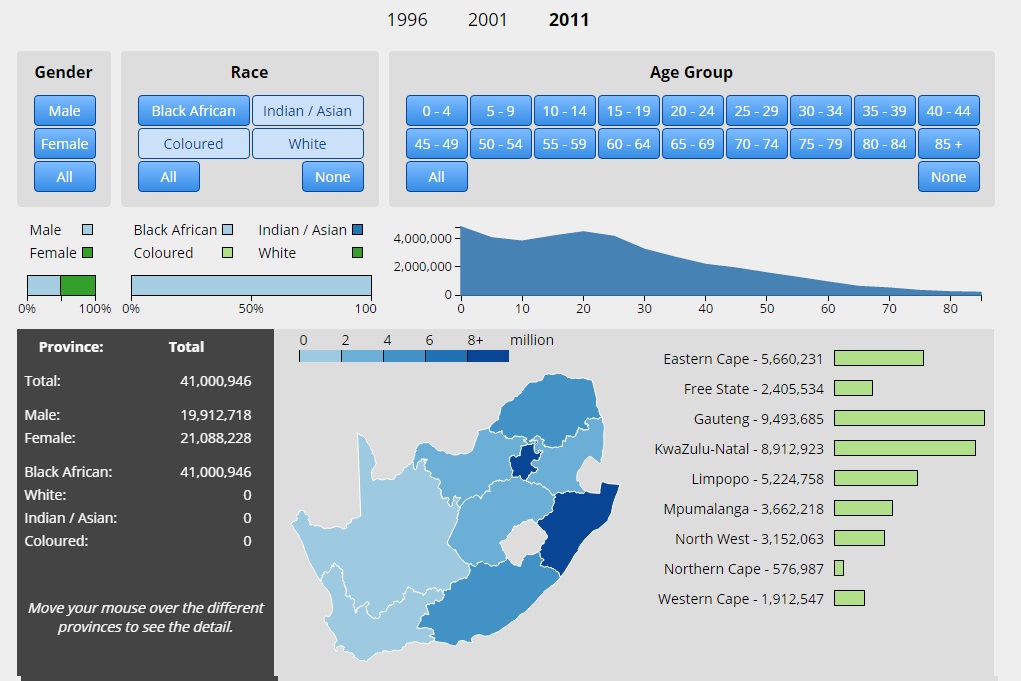 1996 2001 2011
Gender Race Age Group
Male Black African Indian / Asian 0 - 4 5 - 9 10 - 14 15 - 19 20 - 24 25 - 29 30 - 34 35 - 39 40 - 44
Female Coloured White 45 - 49 50 - 54 55 - 59 60 - 64 65 - 69 70 - 74 75 - 79 80 - 84 85 +
All All None All None
Male Black African Indian / Asian
Female Coloured White
0% 100% 0% 50% 100
4,000,000
2,000,000
0
0 10 20 30 40 50 60 70 80
Province: Total
Total: 41,000,946
Male: 19,912,718
Female: 21,088,228
Black African: 41,000,946
White: 0
Indian / Asian: 0
Coloured: 0
Move your mouse over the different
provinces to see the detail.
0 2 4 6 8+ million
Eastern Cape - 5,660,231
Free State - 2,405,534
Gauteng - 9,493,685
KwaZulu-Natal - 8,912,923
Limpopo - 5,224,758
Mpumalanga - 3,662,218
North West - 3,152,063
Northern Cape - 576,987
Western Cape - 1,912,547